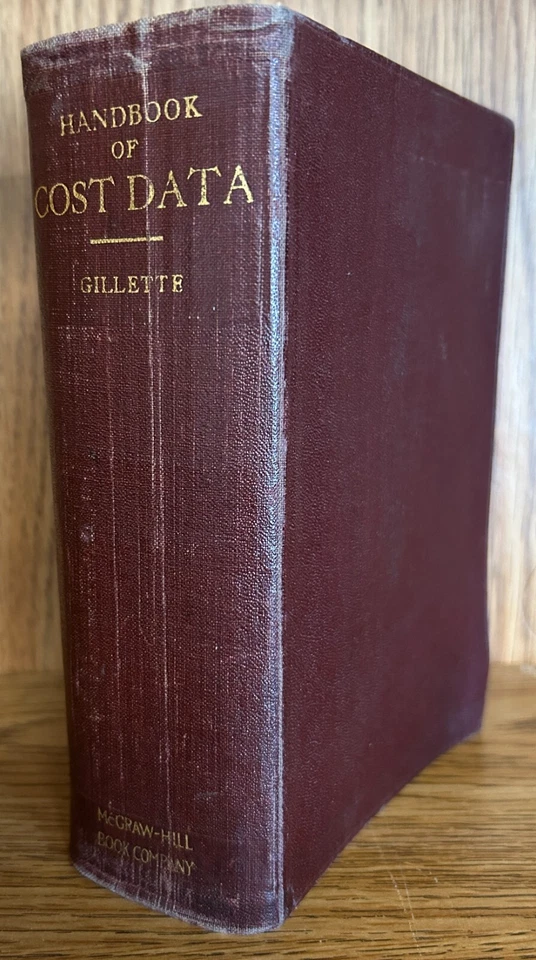 HANDBOOK
OF
COST DATA
GILLETTE
McGRAW-HILL
BOOK COMPANY